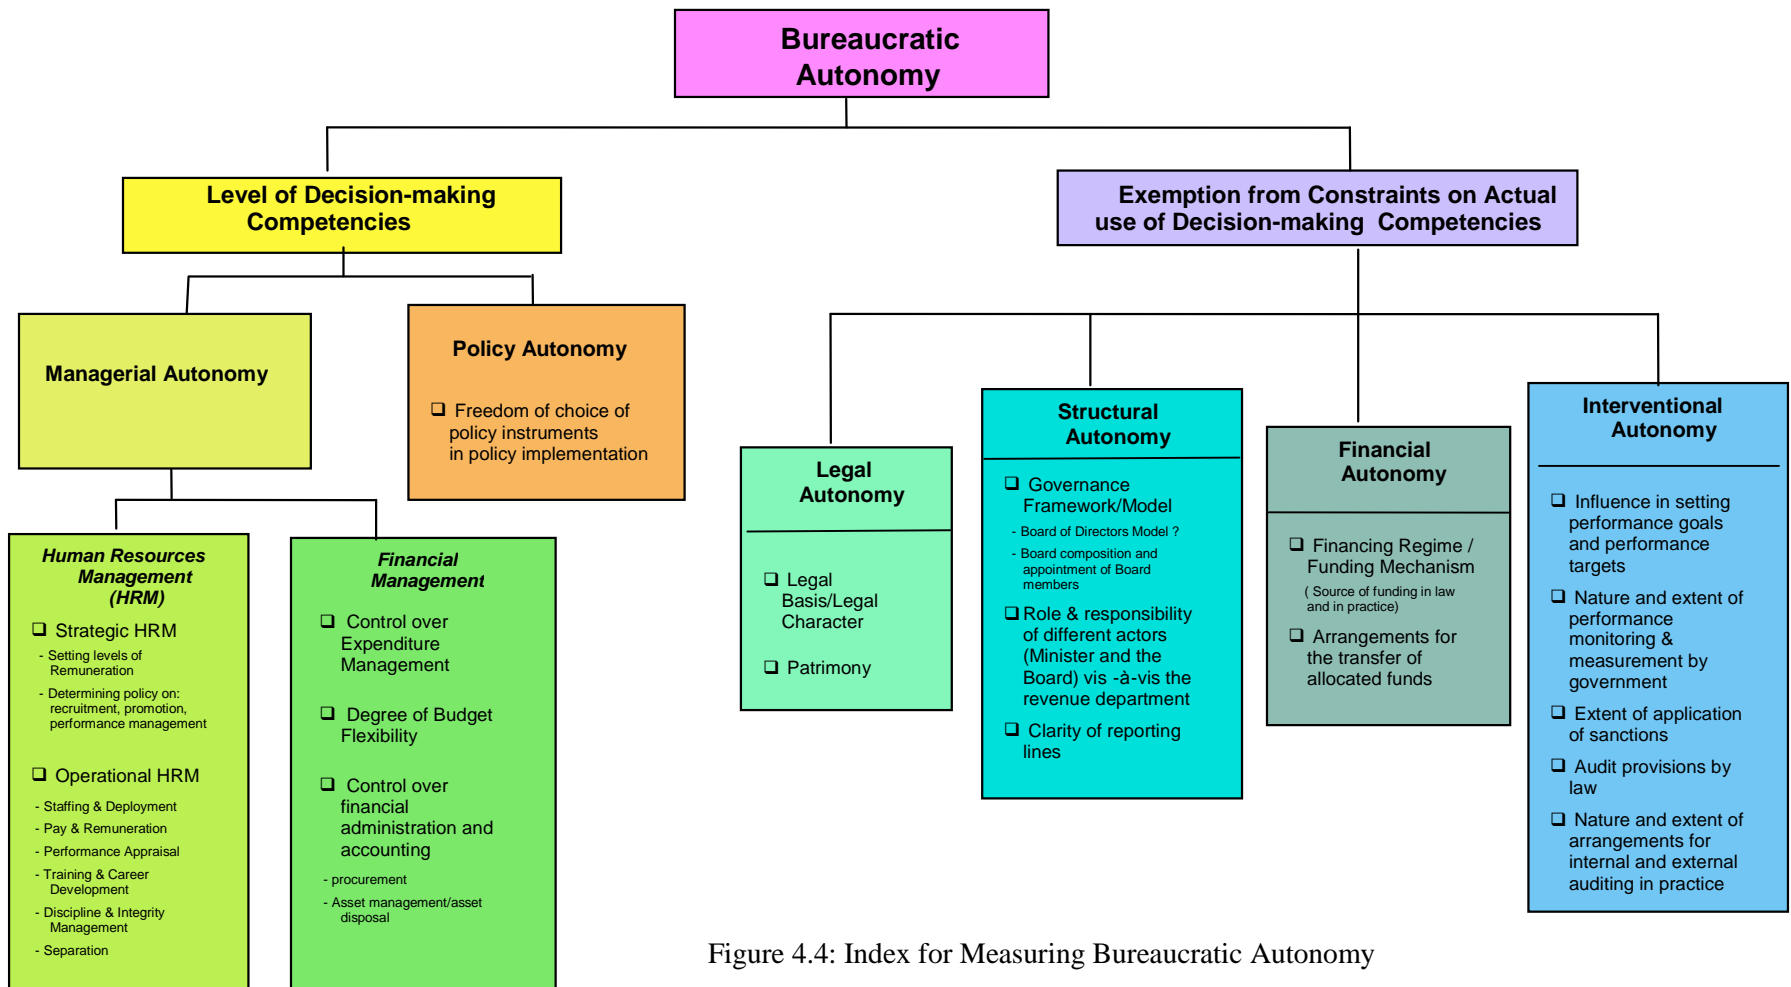 Bureaucratic
Autonomy
Level of Decision-making
Competencies
Exemption from Constraints on Actual
use of Decision-making Competencies
Managerial Autonomy
Policy Autonomy
❑ Freedom of choice of
policy instruments
in policy implementation
Human Resources
Management
(HRM)
❑ Strategic HRM
- Setting levels of
Remuneration
- Determining policy on:
recruitment, promotion,
performance management
❑ Operational HRM
- Staffing & Deployment
- Pay & Remuneration
- Performance Appraisal
- Training & Career
Development
- Discipline & Integrity
Management
- Separation
Financial
Management
❑ Control over
Expenditure
Management
❑ Degree of Budget
Flexibility
❑ Control over
financial
administration and
accounting
- procurement
- Asset management/asset
disposal
Legal
Autonomy
❑ Legal
Basis/Legal
Character
❑ Patrimony
Structural
Autonomy
❑ Governance
Framework/Model
- Board of Directors Model ?
- Board composition and
appointment of Board
members
❑ Role & responsibility
of different actors
(Minister and the
Board) vis -à-vis the
revenue department
❑ Clarity of reporting
lines
Financial
Autonomy
❑ Financing Regime /
Funding Mechanism
( Source of funding in law
and in practice)
❑ Arrangements for
the transfer of
allocated funds
Interventional
Autonomy
❑ Influence in setting
performance goals
and performance
targets
❑ Nature and extent of
performance
monitoring &
measurement by
government
❑ Extent of application
of sanctions
❑ Audit provisions by
law
❑ Nature and extent of
arrangements for
internal and external
auditing in practice
Figure 4.4: Index for Measuring Bureaucratic Autonomy